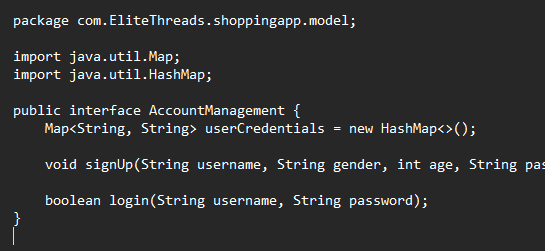 package com.EliteThreads.shoppingapp.model;
import java.util.Map;
import java.util.HashMap;
public interface AccountManagement {
Map<String, String> userCredentials = new HashMap<>();
void signUp(String username, String gender, int age, String pas
boolean login(String username, String password);
}